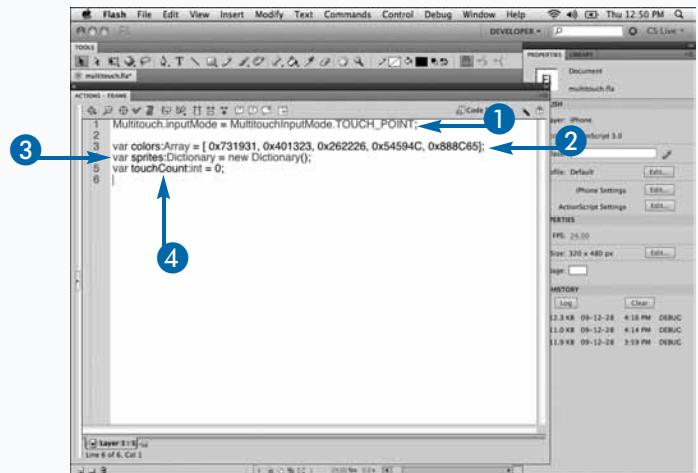 Flash File Edit View Insert Modify Text Commands Control Debug Window Help Thu 12:50 PM
DEVELOPER CS Live
TOOLS
PROPERTIES LIBRARY
multitouch.fla*
Document
multitouch.fla
ACTIONS - FRAME
Code
1 Multitouch.inputMode = MultitouchInputMode.TOUCH_POINT;
1
2
3 var colors:Array = [ 0x731931, 0x401323, 0x262226, 0x54594C, 0x888C65];
2
3
4 var sprites:Dictionary = new Dictionary();
5 var touchCount:int = 0;
6
4
iPhone
Script 3.0
Default Edit...
iPhone Settings Edit...
ActionScript Settings Edit...
FPS: 24.00
Size: 320 x 480 px Edit...
HISTORY
Log Clear
12.3 KB 09-12-28 4:16 PM DEBUG
11.0 KB 09-12-28 4:14 PM DEBUG
11.9 KB 09-12-28 3:59 PM DEBUG
Layer 1 : 1
Line 6 of 6, Col 1